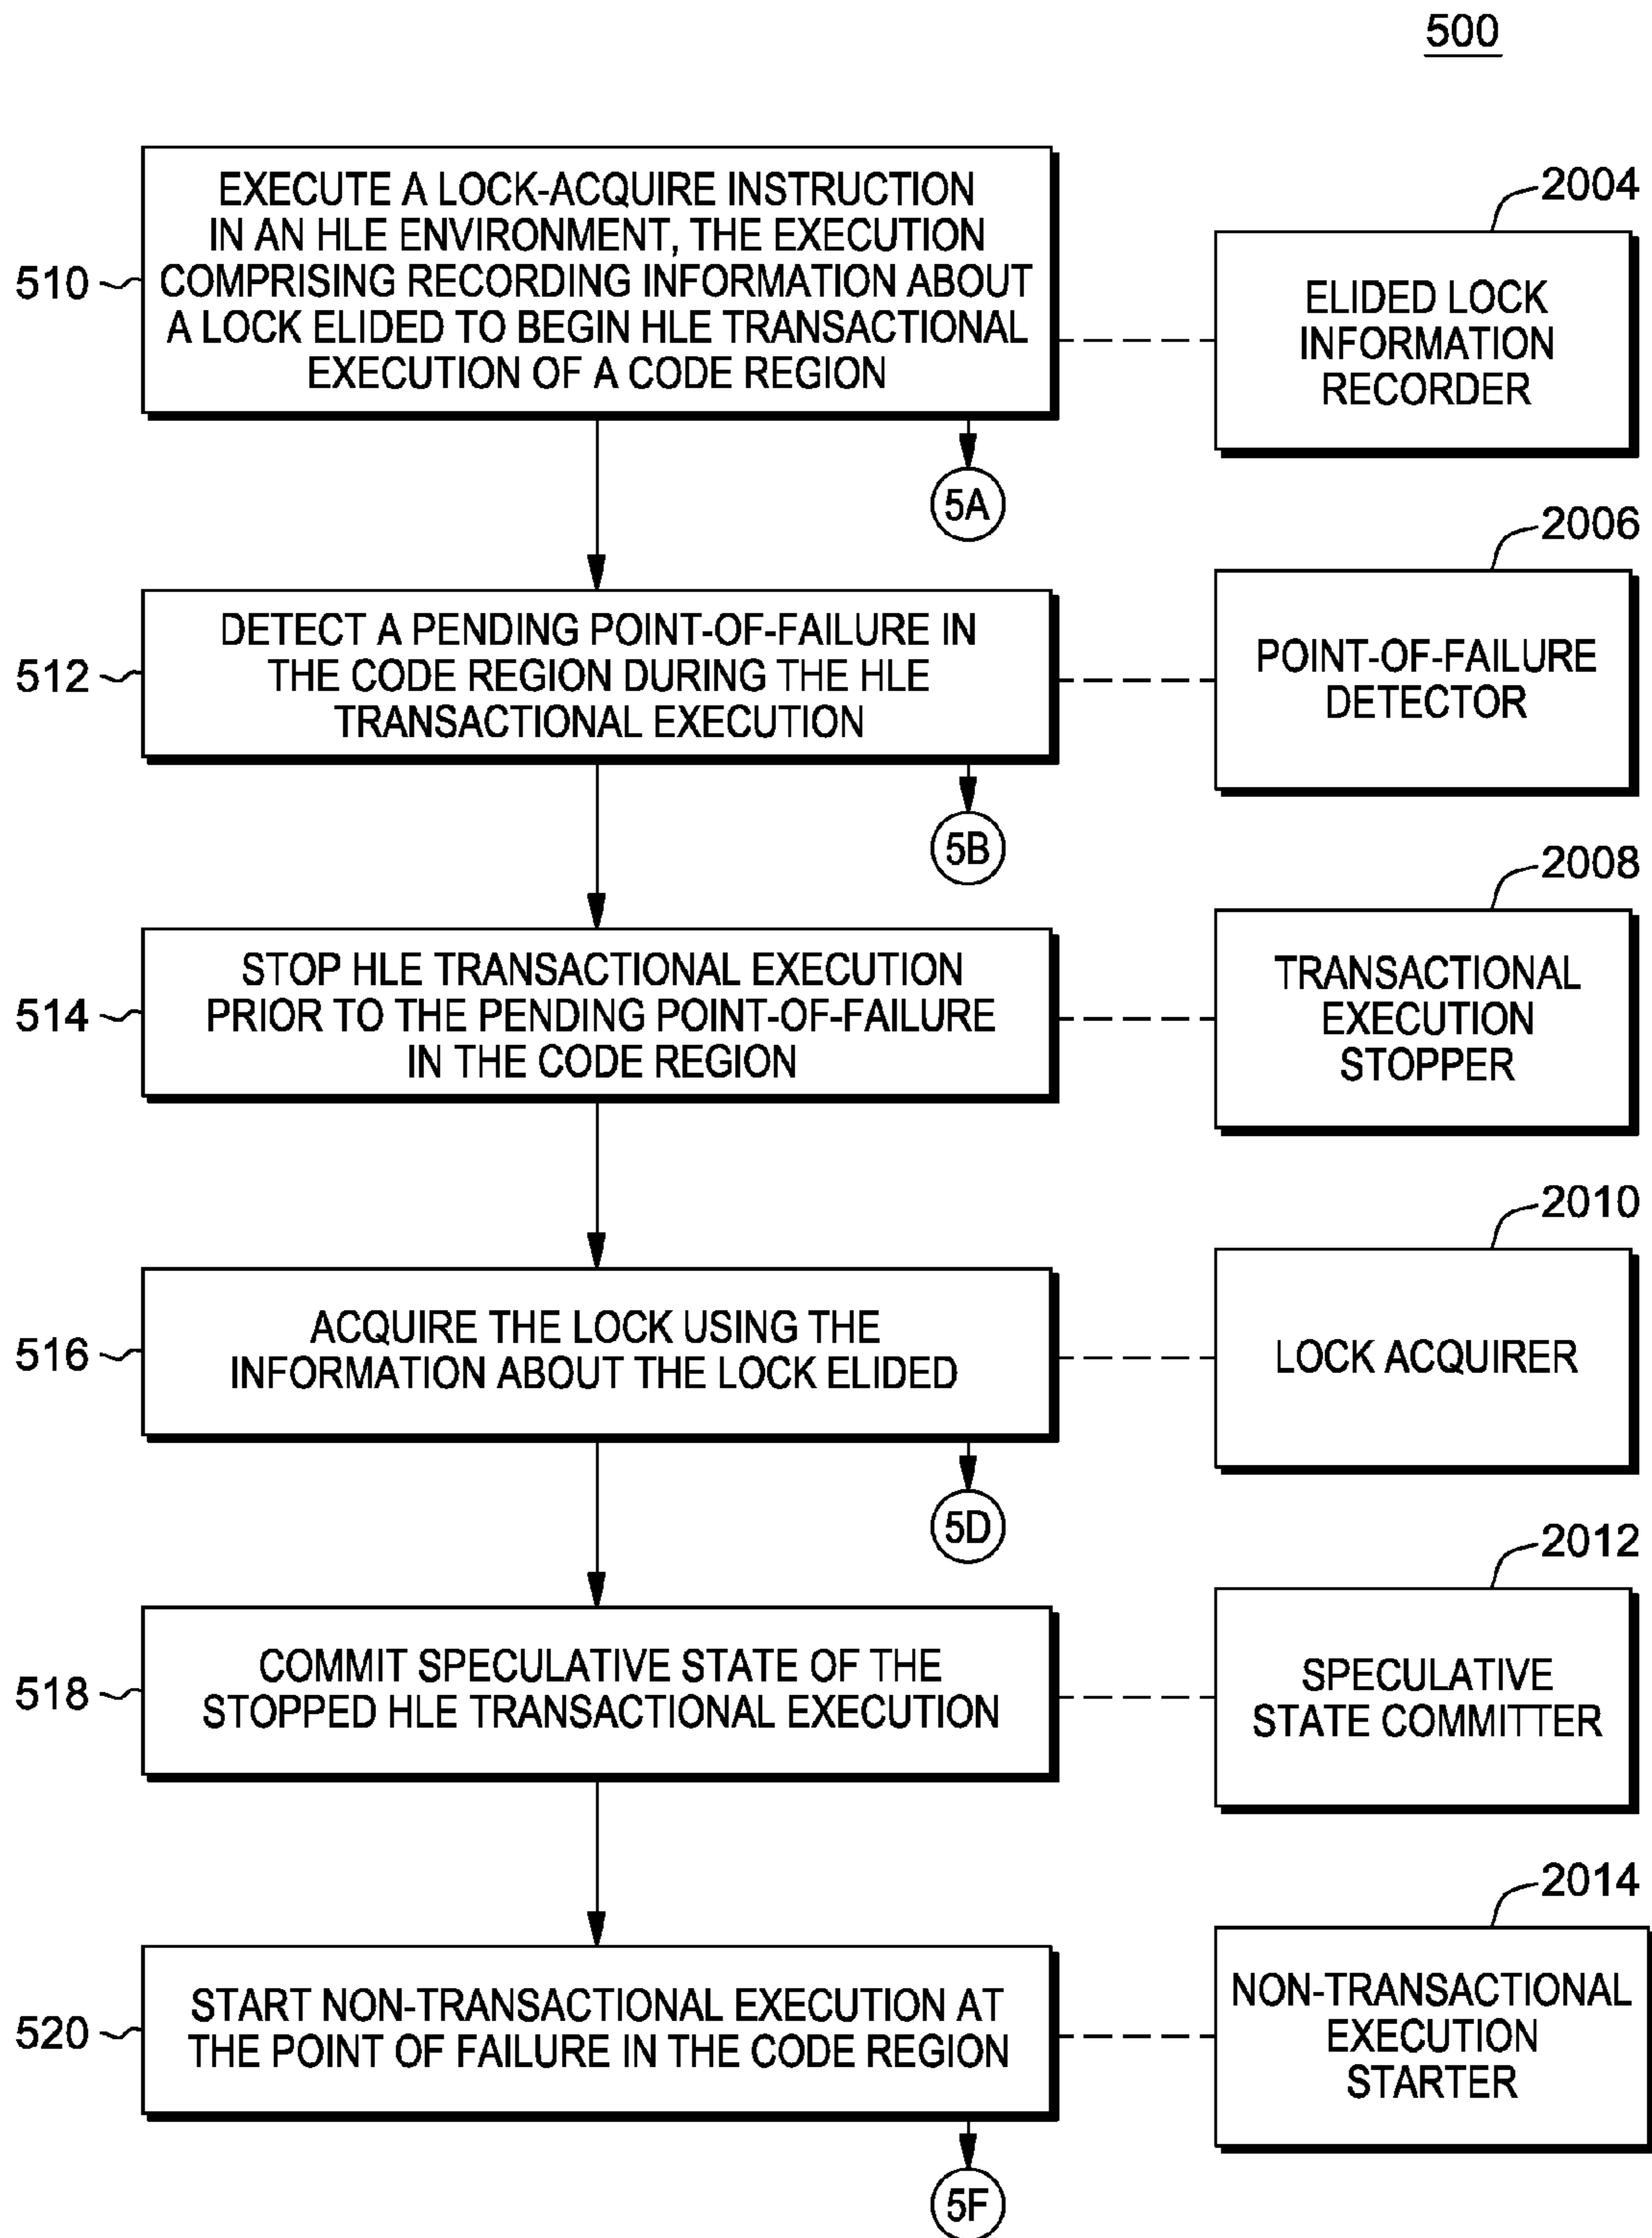 500
EXECUTE A LOCK-ACQUIRE INSTRUCTION
IN AN HLE ENVIRONMENT, THE EXECUTION
COMPRISING RECORDING INFORMATION ABOUT
A LOCK ELIDED TO BEGIN HLE TRANSACTIONAL
EXECUTION OF A CODE REGION
510
2004
ELIDED LOCK
INFORMATION
RECORDER
5A
DETECT A PENDING POINT-OF-FAILURE IN
THE CODE REGION DURING THE HLE
TRANSACTIONAL EXECUTION
512
2006
POINT-OF-FAILURE
DETECTOR
5B
STOP HLE TRANSACTIONAL EXECUTION
PRIOR TO THE PENDING POINT-OF-FAILURE
IN THE CODE REGION
514
2008
TRANSACTIONAL
EXECUTION
STOPPER
ACQUIRE THE LOCK USING THE
INFORMATION ABOUT THE LOCK ELIDED
516
2010
LOCK ACQUIRER
5D
COMMIT SPECULATIVE STATE OF THE
STOPPED HLE TRANSACTIONAL EXECUTION
518
2012
SPECULATIVE
STATE COMMITTER
START NON-TRANSACTIONAL EXECUTION AT
THE POINT OF FAILURE IN THE CODE REGION
520
2014
NON-TRANSACTIONAL
EXECUTION
STARTER
5F